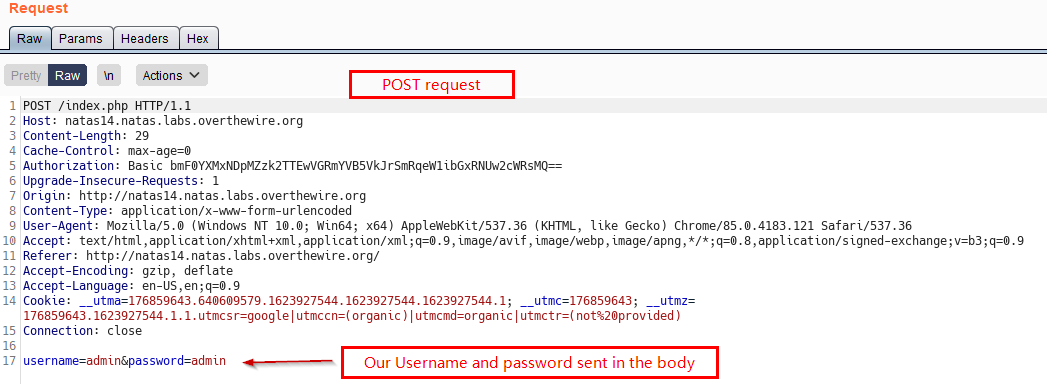 Request
Raw Params Headers Hex
Pretty Raw \n Actions
POST request
1 POST /index.php HTTP/1.1
2 Host: natas14.natas.labs.overthewire.org
3 Content-Length: 29
4 Cache-Control: max-age=0
5 Authorization: Basic bmF0YXMxNDpMZzk2TTEwVGRmYVB5VkJrSmRqeW1ibGxRNUw2cWRsMQ==
6 Upgrade-Insecure-Requests: 1
7 Origin: http://natas14.natas.labs.overthewire.org
8 Content-Type: application/x-www-form-urlencoded
9 User-Agent: Mozilla/5.0 (Windows NT 10.0; Win64; x64) AppleWebKit/537.36 (KHTML, like Gecko) Chrome/85.0.4183.121 Safari/537.36
10 Accept: text/html,application/xhtml+xml,application/xml;q=0.9,image/avif,image/webp,image/apng,*/*;q=0.8,application/signed-exchange;v=b3;q=0.9
11 Referer: http://natas14.natas.labs.overthewire.org/
12 Accept-Encoding: gzip, deflate
13 Accept-Language: en-US,en;q=0.9
14 Cookie: __utma=176859643.640609579.1623927544.1623927544.1623927544.1; __utmc=176859643; __utmz=
176859643.1623927544.1.1.utmcsr=google|utmccn=(organic)|utmcmd=organic|utmctr=(not%20provided)
15 Connection: close
16
17 username=admin&password=admin
Our Username and password sent in the body